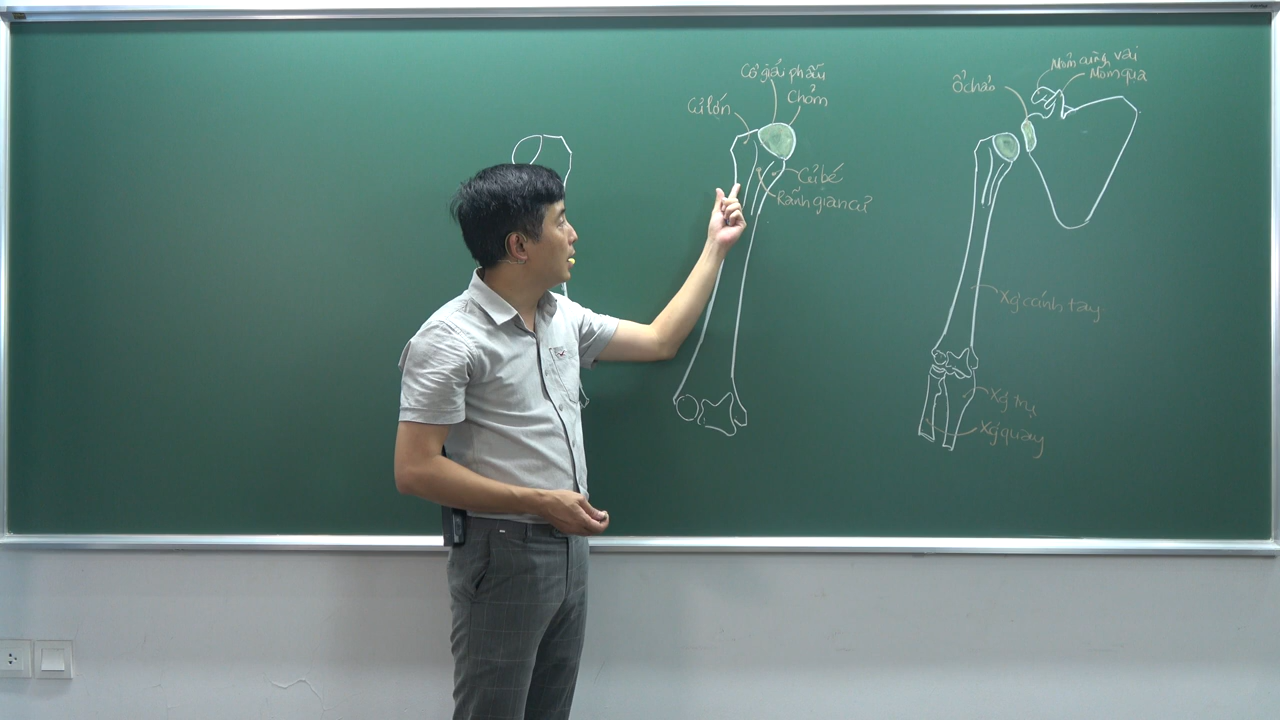 Cổ giải phẫu
Củ lớn
Chỏm
Củ bé
Rãnh gian củ
Mỏm cùng vai
Mỏm quạ
Ổ chảo
Xg cánh tay
Xg trụ
Xg quay